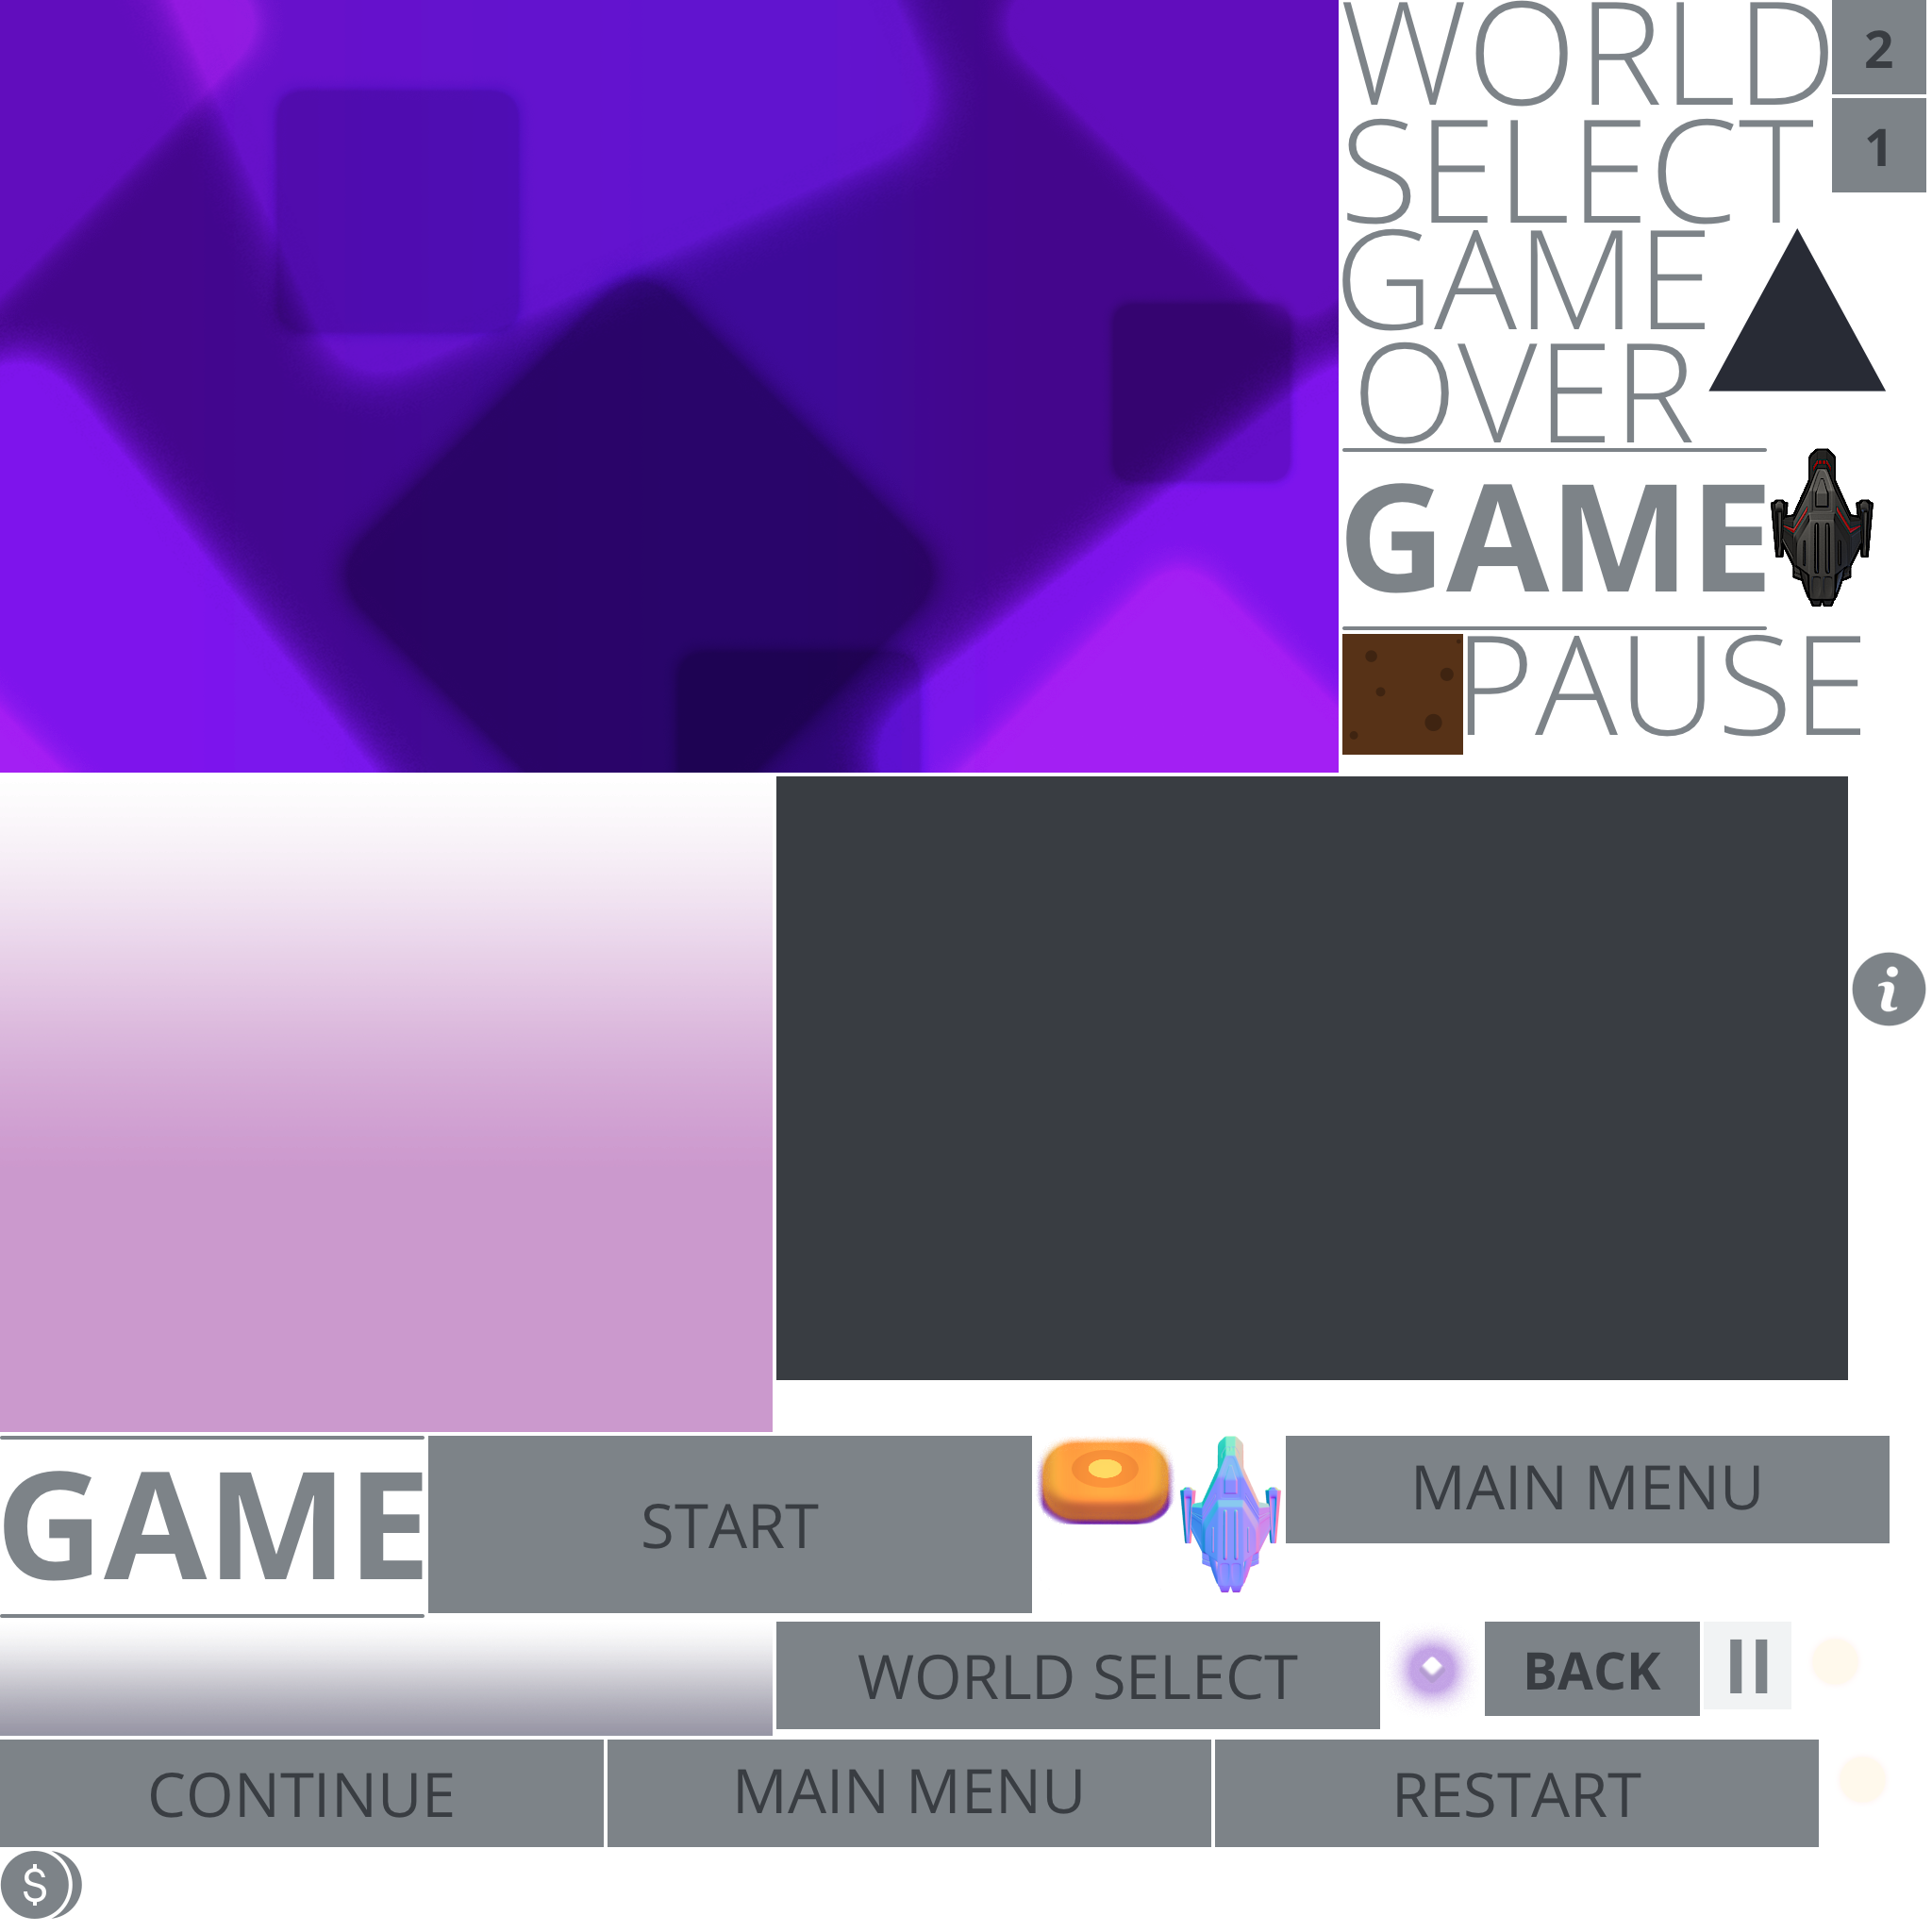 WORLD
SELECT
2
1
GAME
OVER
GAME
PAUSE
i
GAME
START
MAIN MENU
WORLD SELECT
BACK
CONTINUE
MAIN MENU
RESTART
$